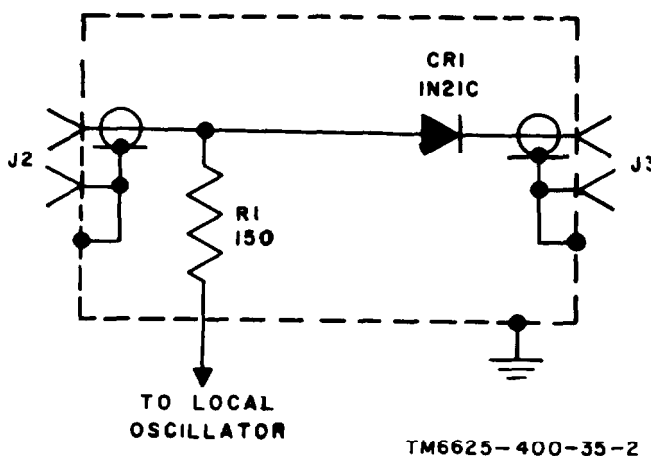 CR1
1N21C
J2
J3
R1
150
TO LOCAL
OSCILLATOR
TM6625-400-35-2